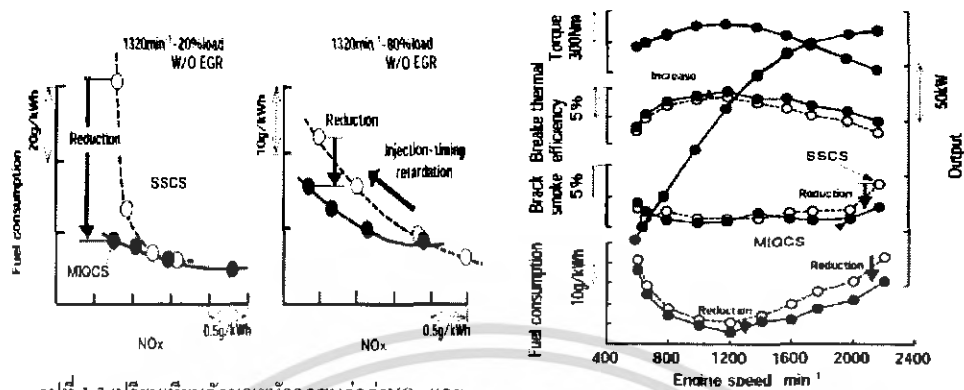 1320min⁻¹-20%load
W/O EGR
20g/kWh
Reduction
SSCS
Fuel consumption
MIQCS
0.5g/kWh
NOx
1320min⁻¹-80%load
W/O EGR
10g/kWh
Reduction
Injection-timing
retardation
0.5g/kWh
NOx
Torque
300Nm
Increase
Breake thermal
efficiency
5%
50kW
Output
SSCS
Brack
smoke
5%
Reduction
MIQCS
Fuel consumption
10g/kWh
Reduction
Reduction
400
800
1200
1600
2000
2400
Engine speed min⁻¹